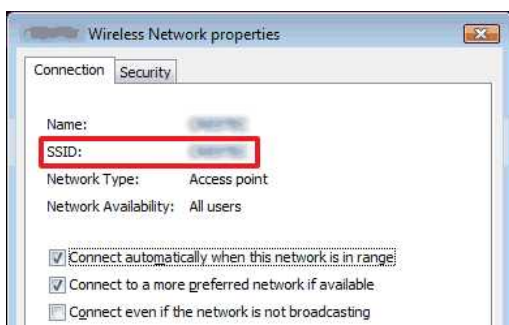 Wireless Network properties
Connection Security
Name:
SSID:
Network Type: Access point
Network Availability: All users
Connect automatically when this network is in range
Connect to a more preferred network if available
Connect even if the network is not broadcasting